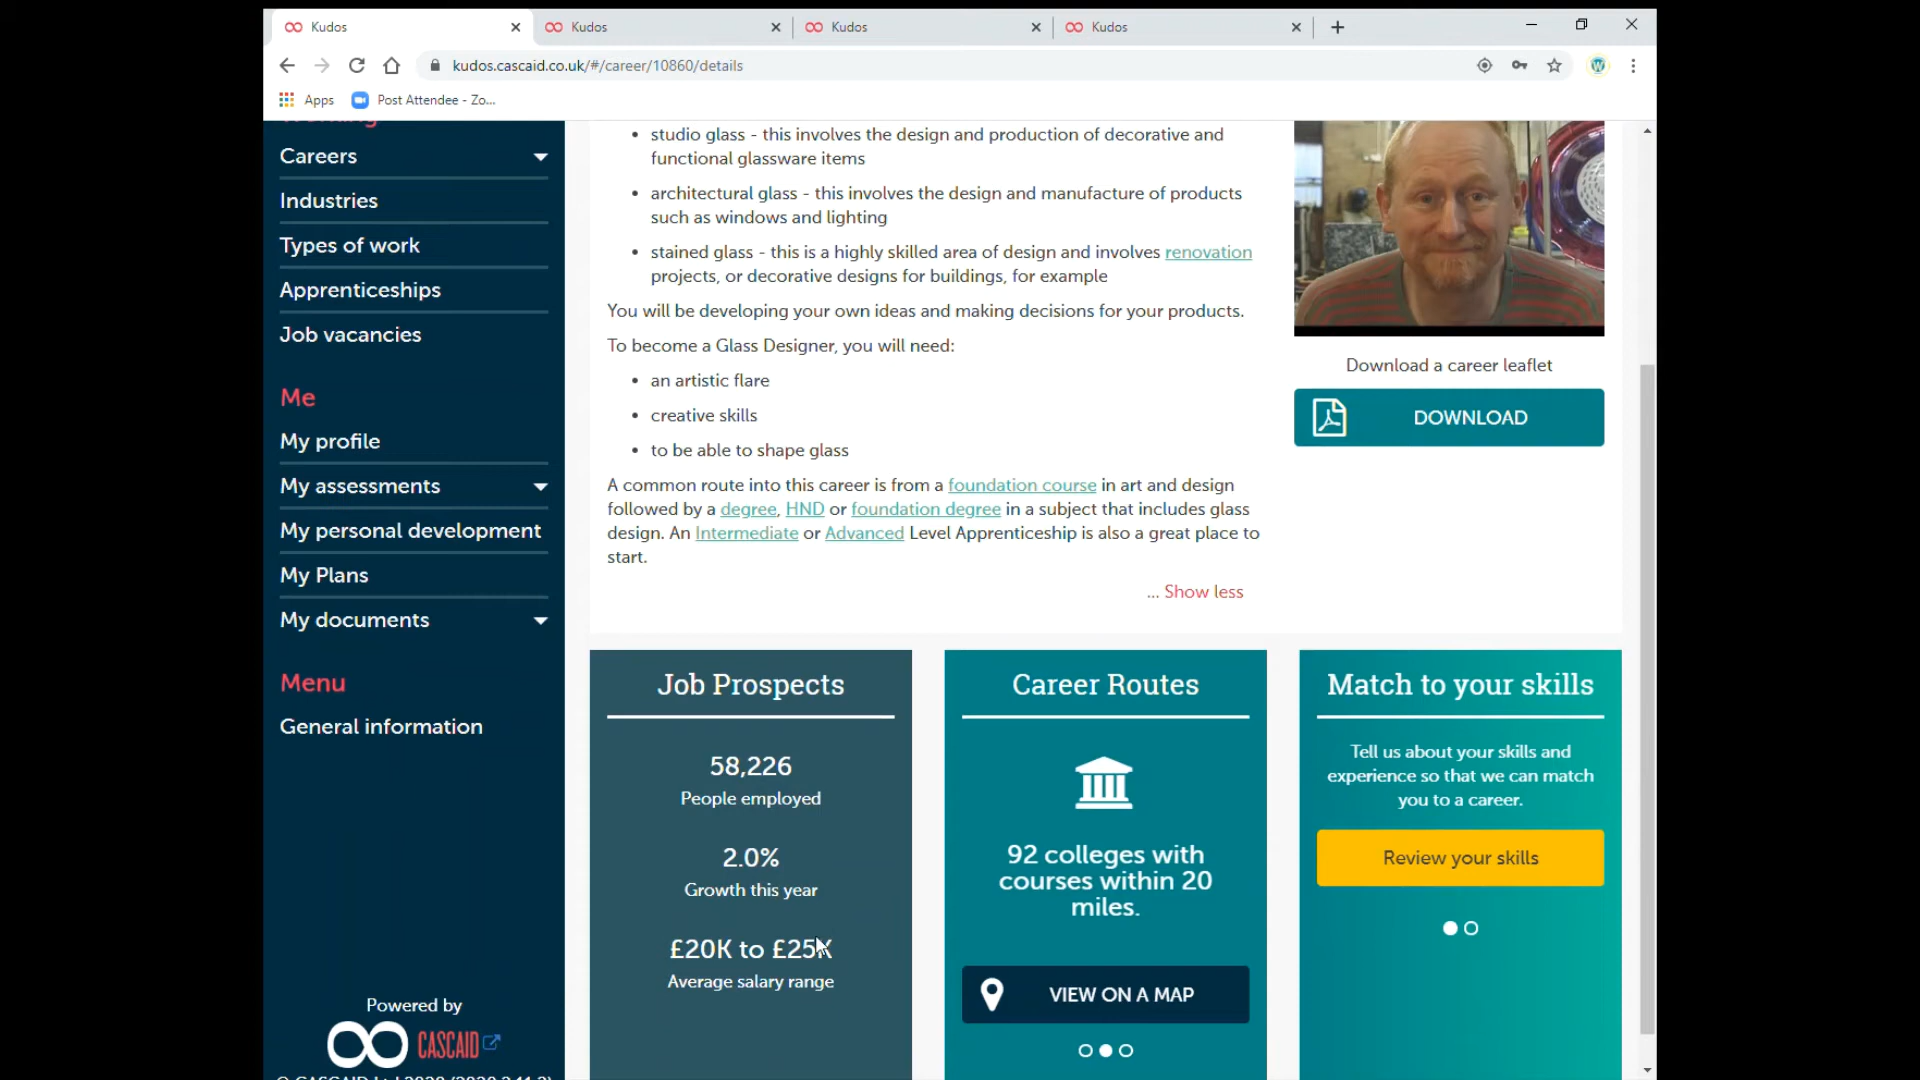 Kudos
Kudos
Kudos
Kudos
kudos.cascaid.co.uk/#/career/10860/details
Apps
Post Attendee - Zo...
Careers
Industries
Types of work
Apprenticeships
Job vacancies
Me
My profile
My assessments
My personal development
My Plans
My documents
Menu
General information
Powered by
CASCAID
• studio glass - this involves the design and production of decorative and
functional glassware items
• architectural glass - this involves the design and manufacture of products
such as windows and lighting
• stained glass - this is a highly skilled area of design and involves renovation
projects, or decorative designs for buildings, for example
You will be developing your own ideas and making decisions for your products.
To become a Glass Designer, you will need:
• an artistic flare
• creative skills
• to be able to shape glass
A common route into this career is from a foundation course in art and design
followed by a degree, HND or foundation degree in a subject that includes glass
design. An Intermediate or Advanced Level Apprenticeship is also a great place to
start.
... Show less
Download a career leaflet
DOWNLOAD
Job Prospects
58,226
People employed
2.0%
Growth this year
£20K to £25K
Average salary range
Career Routes
92 colleges with
courses within 20
miles.
VIEW ON A MAP
Match to your skills
Tell us about your skills and
experience so that we can match
you to a career.
Review your skills